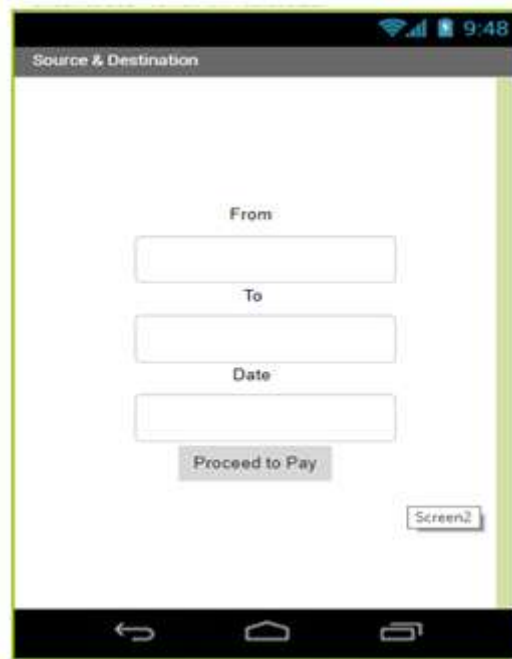 9:48
Source & Destination
From
To
Date
Proceed to Pay
Screen2